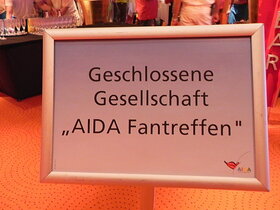 Geschlossene
Gesellschaft
„AIDA Fantreffen"
AIDA